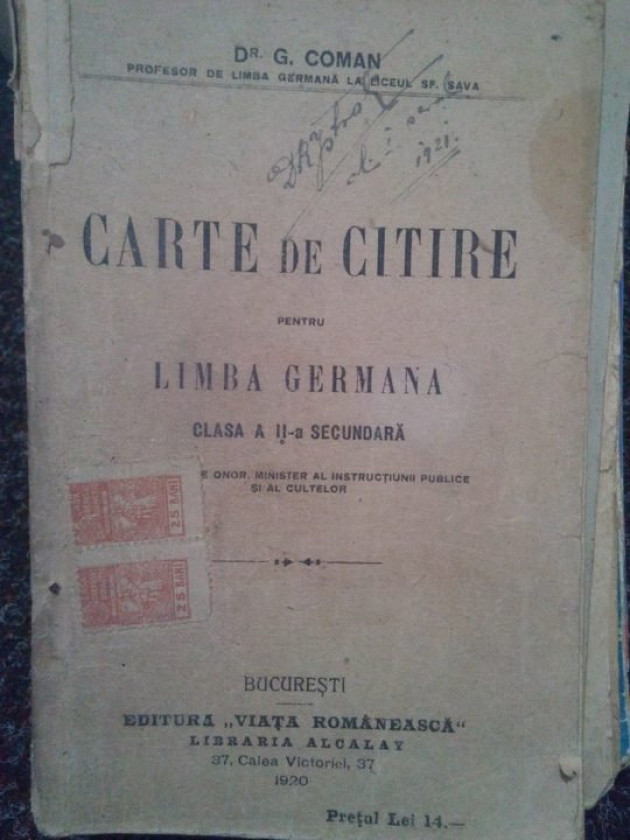 Dr. G. COMAN
PROFESOR DE LIMBA GERMANĂ LA LICEUL SF. SAVA
1921.
CARTE DE CITIRE
PENTRU
LIMBA GERMANA
CLASA A II-a SECUNDARĂ
ONOR. MINISTER AL INSTRUCȚIUNII PUBLICE
ȘI AL CULTELOR
25 BANI
25 BANI
BUCUREȘTI
EDITURA „VIAȚA ROMÂNEASCĂ“
LIBRARIA ALCALAY
37, Calea Victoriei, 37
1920
Prețul Lei 14.—